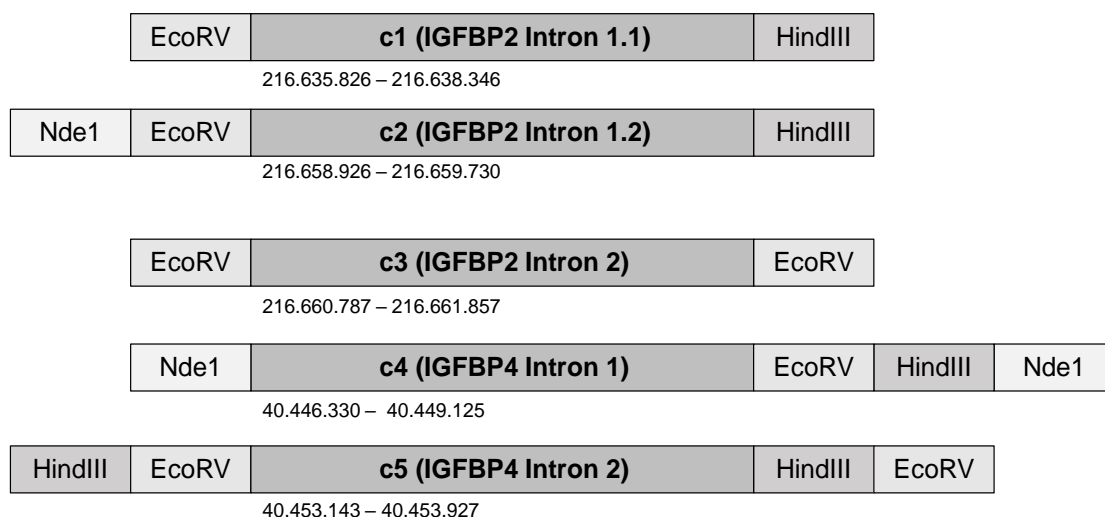 EcoRV c1 (IGFBP2 Intron 1.1) HindIII
216.635.826 – 216.638.346
Nde1 EcoRV c2 (IGFBP2 Intron 1.2) HindIII
216.658.926 – 216.659.730
EcoRV c3 (IGFBP2 Intron 2) EcoRV
216.660.787 – 216.661.857
Nde1 c4 (IGFBP4 Intron 1) EcoRV HindIII Nde1
40.446.330 – 40.449.125
HindIII EcoRV c5 (IGFBP4 Intron 2) HindIII EcoRV
40.453.143 – 40.453.927